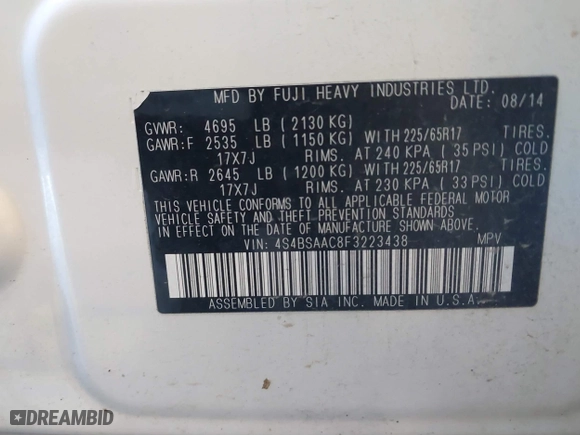 MFD BY FUJI HEAVY INDUSTRIES LTD.
DATE: 08/14
GVWR: 4695 LB (2130 KG)
GAWR:F 2535 LB (1150 KG) WITH 225/65R17 TIRES.
17X7J RIMS. AT 240 KPA (35 PSI) COLD
GAWR:R 2645 LB (1200 KG) WITH 225/65R17 TIRES.
17X7J RIMS. AT 230 KPA (33 PSI) COLD
THIS VEHICLE CONFORMS TO ALL APPLICABLE FEDERAL MOTOR
VEHICLE SAFETY AND THEFT PREVENTION STANDARDS
IN EFFECT ON THE DATE OF MANUFACTURE SHOWN ABOVE.
VIN: 4S4BSAAC8F3223438 MPV
ASSEMBLED BY SIA INC. MADE IN U.S.A.
DREAMBID